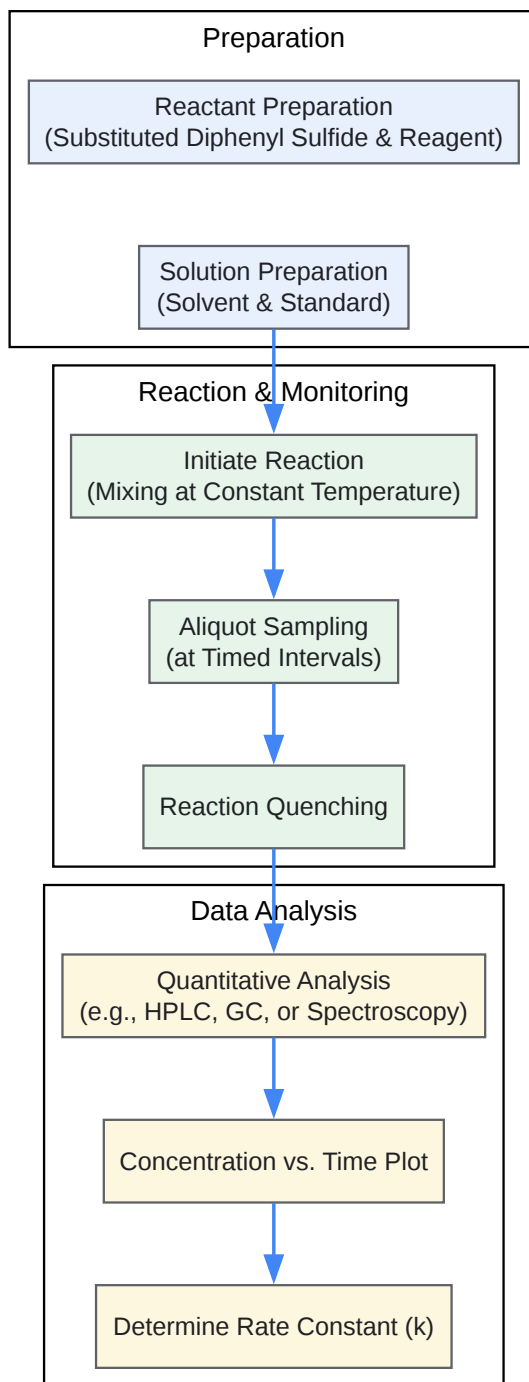 Preparation
Reactant Preparation
(Substituted Diphenyl Sulfide & Reagent)
Solution Preparation
(Solvent & Standard)
Reaction & Monitoring
Initiate Reaction
(Mixing at Constant Temperature)
Aliquot Sampling
(at Timed Intervals)
Reaction Quenching
Data Analysis
Quantitative Analysis
(e.g., HPLC, GC, or Spectroscopy)
Concentration vs. Time Plot
Determine Rate Constant (k)